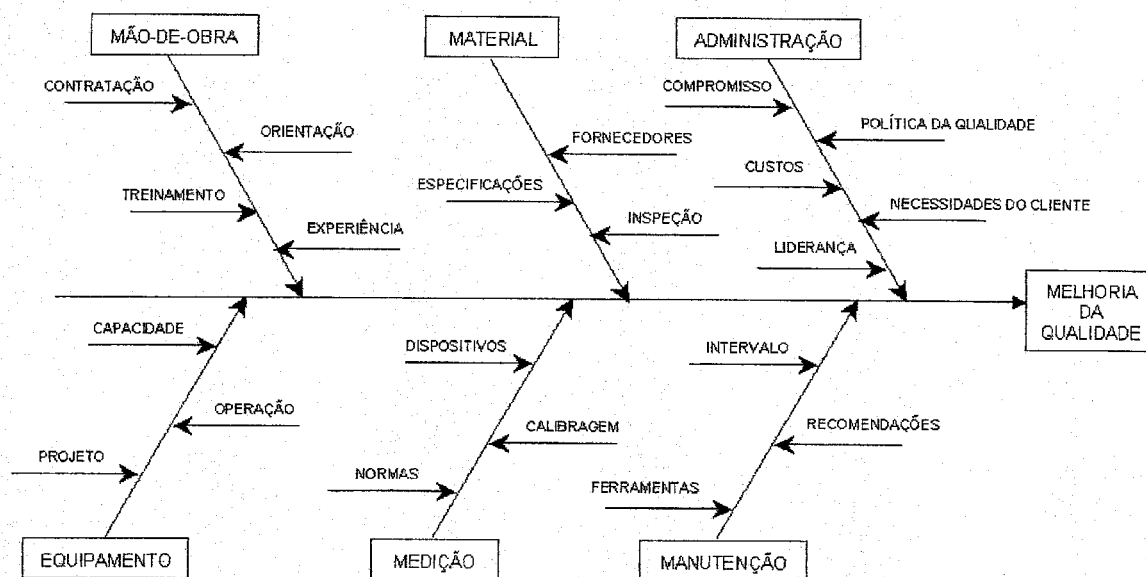 MÃO-DE-OBRA
MATERIAL
ADMINISTRAÇÃO
CONTRATAÇÃO
ORIENTAÇÃO
TREINAMENTO
EXPERIÊNCIA
FORNECEDORES
ESPECIFICAÇÕES
INSPEÇÃO
COMPROMISSO
POLÍTICA DA QUALIDADE
CUSTOS
NECESSIDADES DO CLIENTE
LIDERANÇA
MELHORIA
DA
QUALIDADE
CAPACIDADE
OPERAÇÃO
PROJETO
DISPOSITIVOS
CALIBRAGEM
NORMAS
INTERVALO
RECOMENDAÇÕES
FERRAMENTAS
EQUIPAMENTO
MEDIÇÃO
MANUTENÇÃO